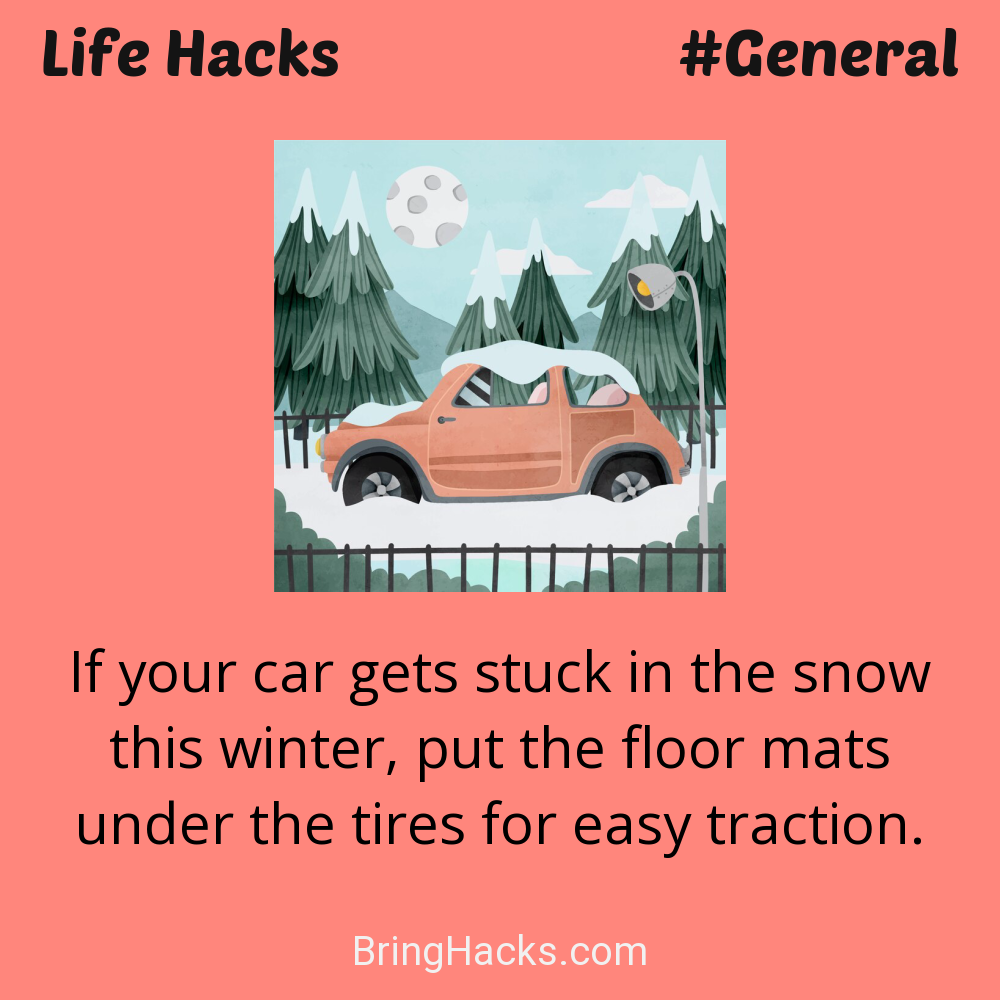 Life Hacks
#General
If your car gets stuck in the snow
this winter, put the floor mats
under the tires for easy traction.
BringHacks.com